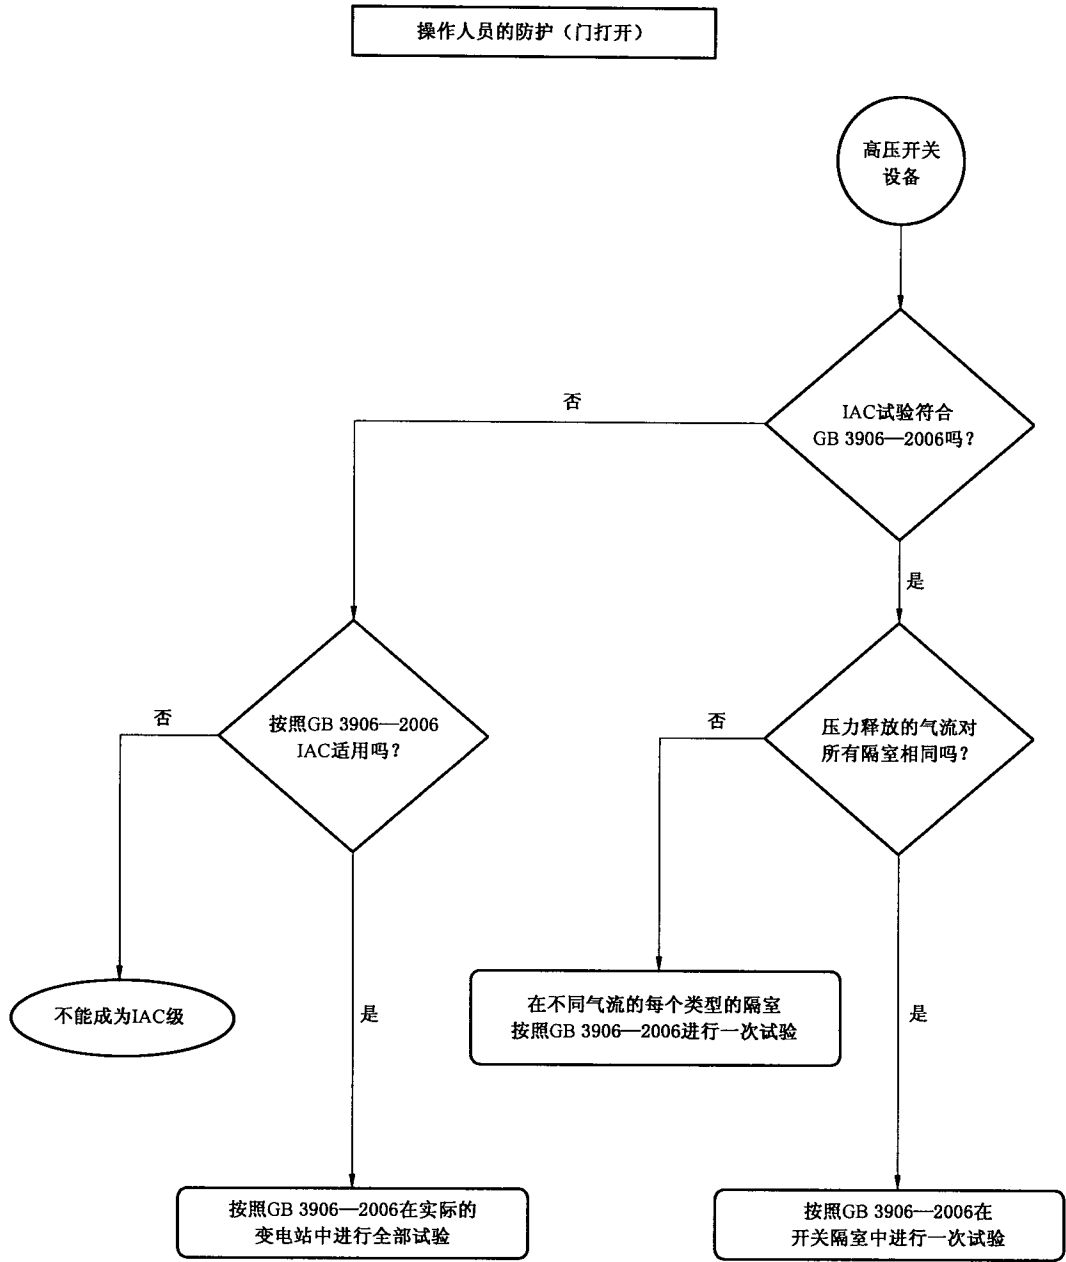 操作人员的防护（门打开）
高压开关
设备
IAC试验符合
GB 3906—2006吗？
否
是
按照GB 3906—2006
IAC适用吗？
否
压力释放的气流对
所有隔室相同吗？
否
不能成为IAC级
是
在不同气流的每个类型的隔室
按照GB 3906—2006进行一次试验
是
按照GB 3906—2006在实际的
变电站中进行全部试验
按照GB 3906—2006在
开关隔室中进行一次试验